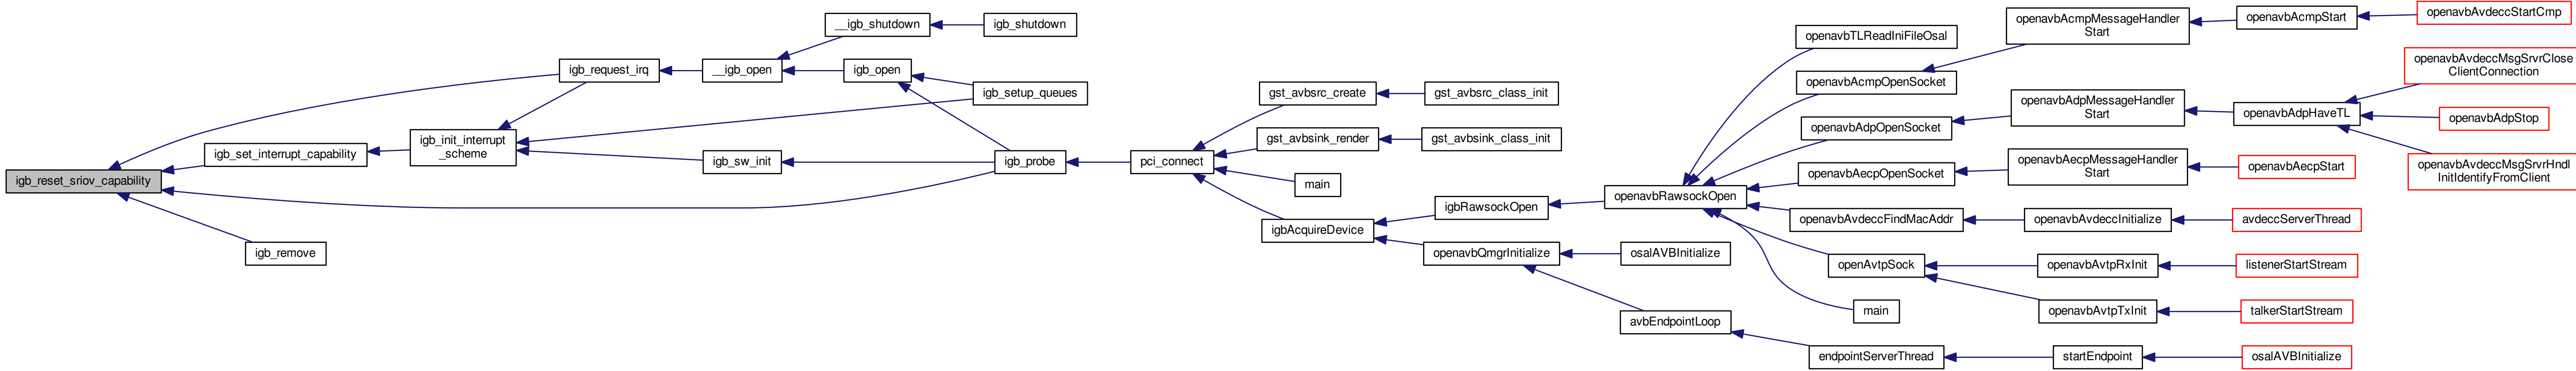 igb_reset_sriov_capability
igb_set_interrupt_capability
igb_remove
igb_init_interrupt
_scheme
igb_request_irq
__igb_open
igb_sw_init
__igb_shutdown
igb_open
igb_shutdown
igb_setup_queues
igb_probe
pci_connect
gst_avbsrc_create
gst_avbsink_render
main
igbAcquireDevice
gst_avbsrc_class_init
gst_avbsink_class_init
igbRawsockOpen
openavbQmgrInitialize
openavbRawsockOpen
osalAVBInitialize
avbEndpointLoop
openavbTLReadIniFileOsal
openavbAcmpOpenSocket
openavbAdpOpenSocket
openavbAecpOpenSocket
openavbAvdeccFindMacAddr
openAvtpSock
main
endpointServerThread
openavbAcmpMessageHandler
Start
openavbAdpMessageHandler
Start
openavbAecpMessageHandler
Start
openavbAvdeccInitialize
openavbAvtpRxInit
openavbAvtpTxInit
startEndpoint
openavbAcmpStart
openavbAdpHaveTL
openavbAecpStart
avdeccServerThread
listenerStartStream
talkerStartStream
osalAVBInitialize
openavbAvdeccStartCmp
openavbAvdeccMsgSrvrClose
ClientConnection
openavbAdpStop
openavbAvdeccMsgSrvrHndl
InitIdentifyFromClient